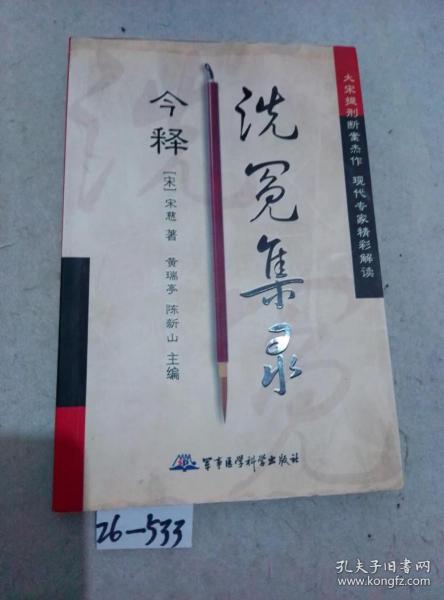 大宋提刑断案杰作 现代专家精彩解读
洗冤集录
今释
[宋] 宋慈 著
黄瑞亭 陈新山 主编
军事医学科学出版社
26-533
孔夫子旧书网
www.kongfz.com